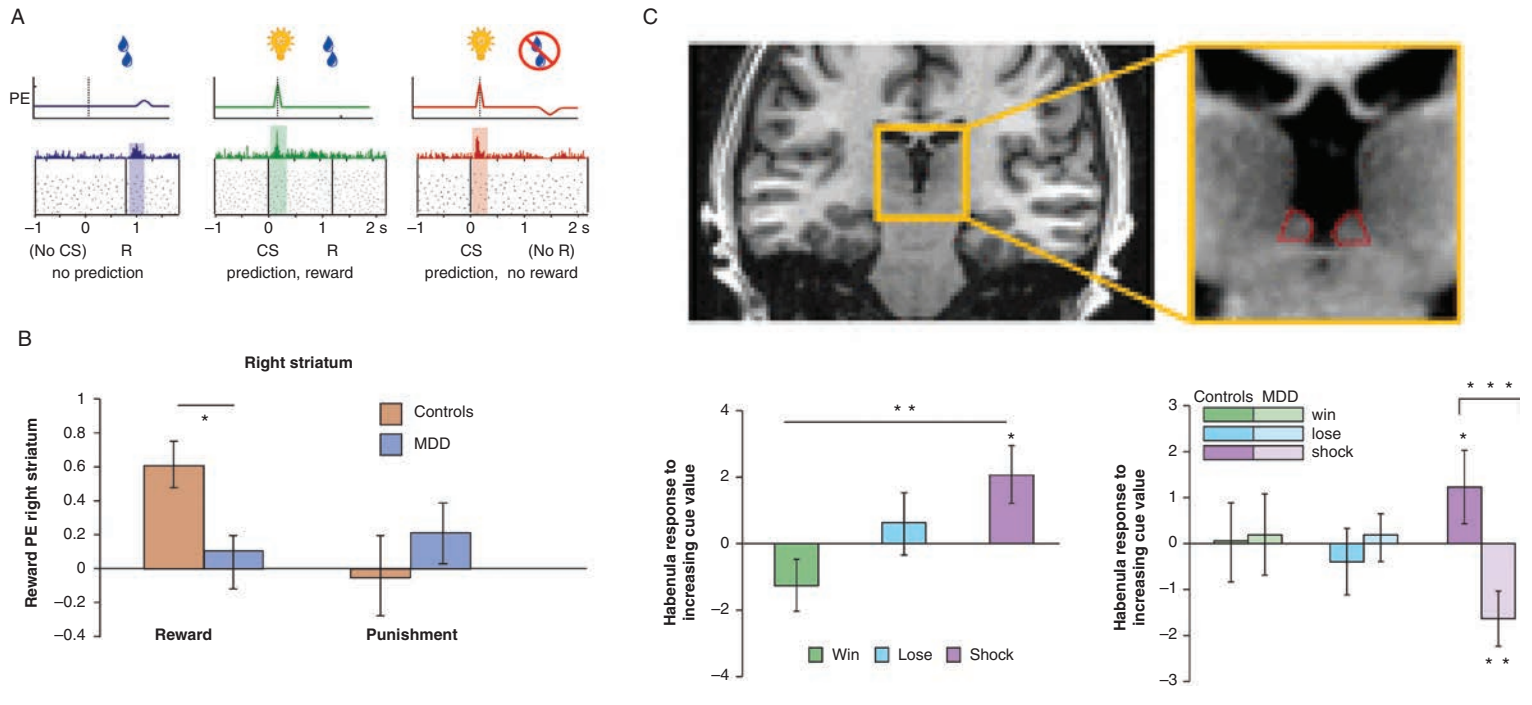 A
PE
–1 0 1
(No CS) R
no prediction
–1 0 1 2 s
CS R
prediction, reward
–1 0 1 2 s
CS (No R)
prediction, no reward
B
Right striatum
Reward PE right striatum
1
0.8
0.6
0.4
0.2
0
–0.2
–0.4
*
Controls
MDD
Reward
Punishment
C
Habenula response to
increasing cue value
4
2
0
–2
–4
* *
*
Win Lose Shock
Habenula response to
increasing cue value
3
2
1
0
–1
–2
–3
Controls MDD
win
lose
shock
* * *
*
* *